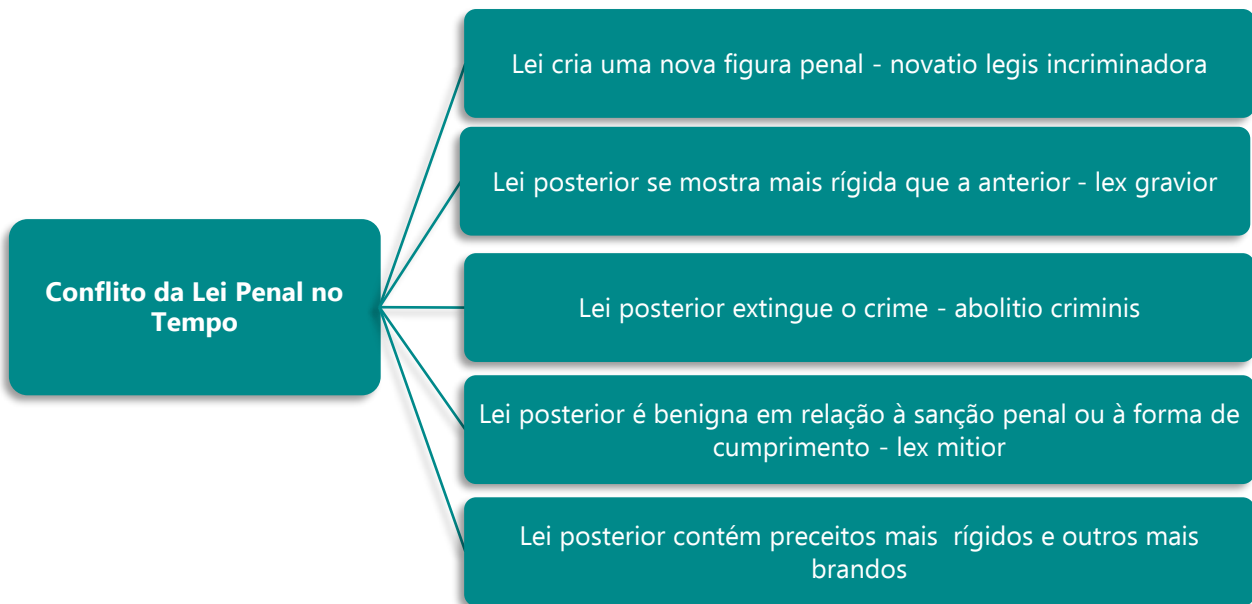 Lei cria uma nova figura penal - novatio legis incriminadora
Lei posterior se mostra mais rígida que a anterior - lex gravior
Conflito da Lei Penal no
Tempo
Lei posterior extingue o crime - abolitio criminis
Lei posterior é benigna em relação à sanção penal ou à forma de
cumprimento - lex mitior
Lei posterior contém preceitos mais rígidos e outros mais
brandos